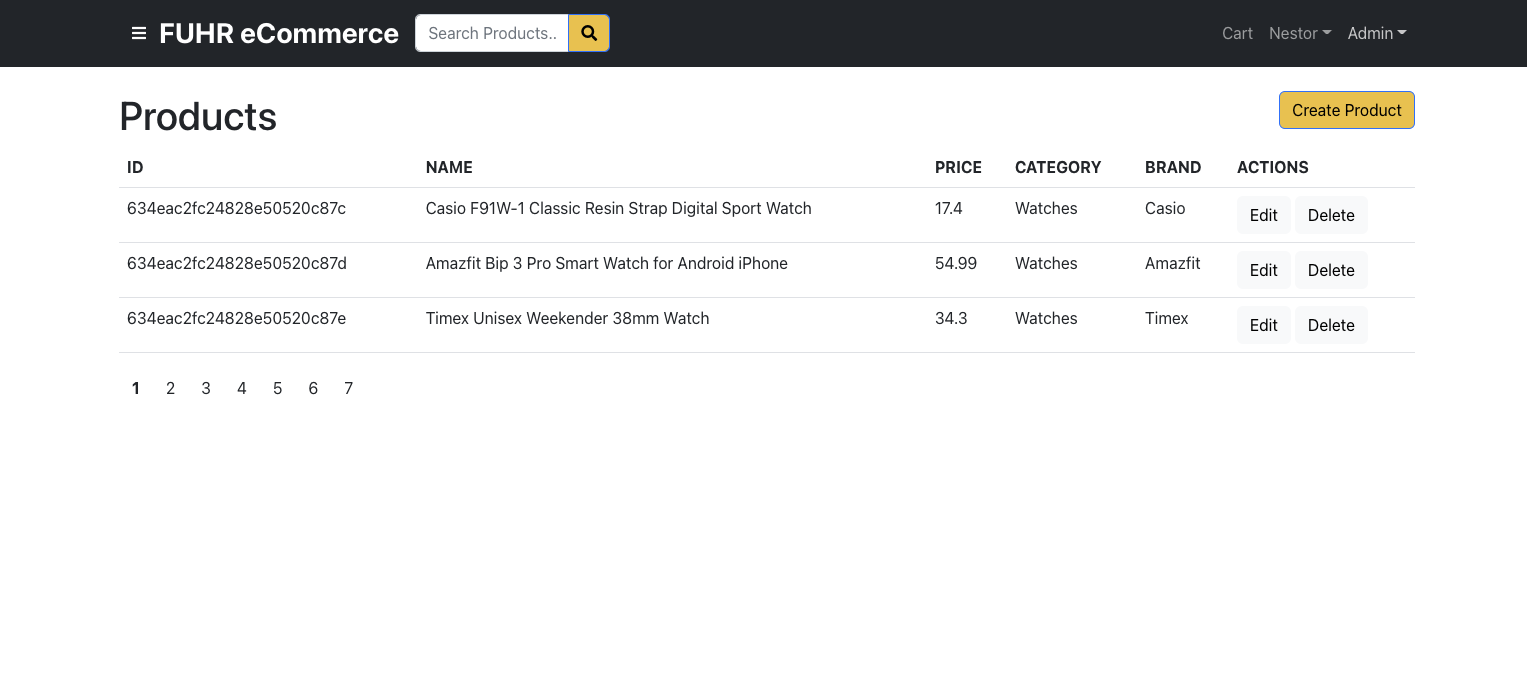 FUHR eCommerce Search Products.. Cart Nestor Admin
Products Create Product
ID NAME PRICE CATEGORY BRAND ACTIONS
634eac2fc24828e50520c87c Casio F91W-1 Classic Resin Strap Digital Sport Watch 17.4 Watches Casio Edit Delete
634eac2fc24828e50520c87d Amazfit Bip 3 Pro Smart Watch for Android iPhone 54.99 Watches Amazfit Edit Delete
634eac2fc24828e50520c87e Timex Unisex Weekender 38mm Watch 34.3 Watches Timex Edit Delete
1 2 3 4 5 6 7